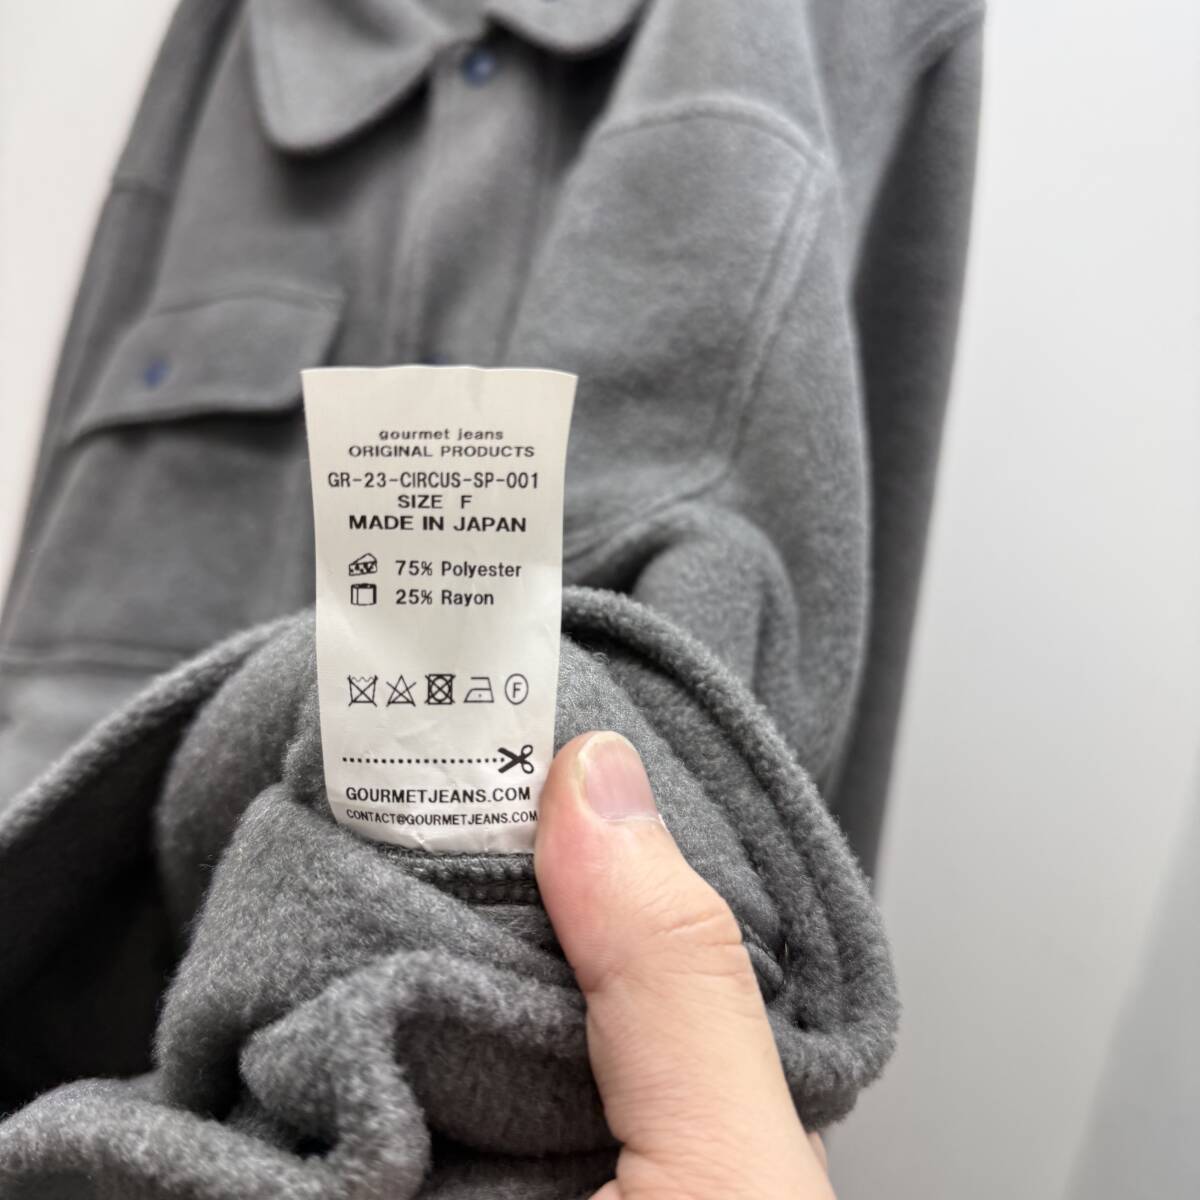 gourmet jeans
ORIGINAL PRODUCTS
GR-23-CIRCUS-SP-001
SIZE F
MADE IN JAPAN
75% Polyester
25% Rayon
F
GOURMETJEANS.COM
CONTACT@GOURMETJEANS.COM